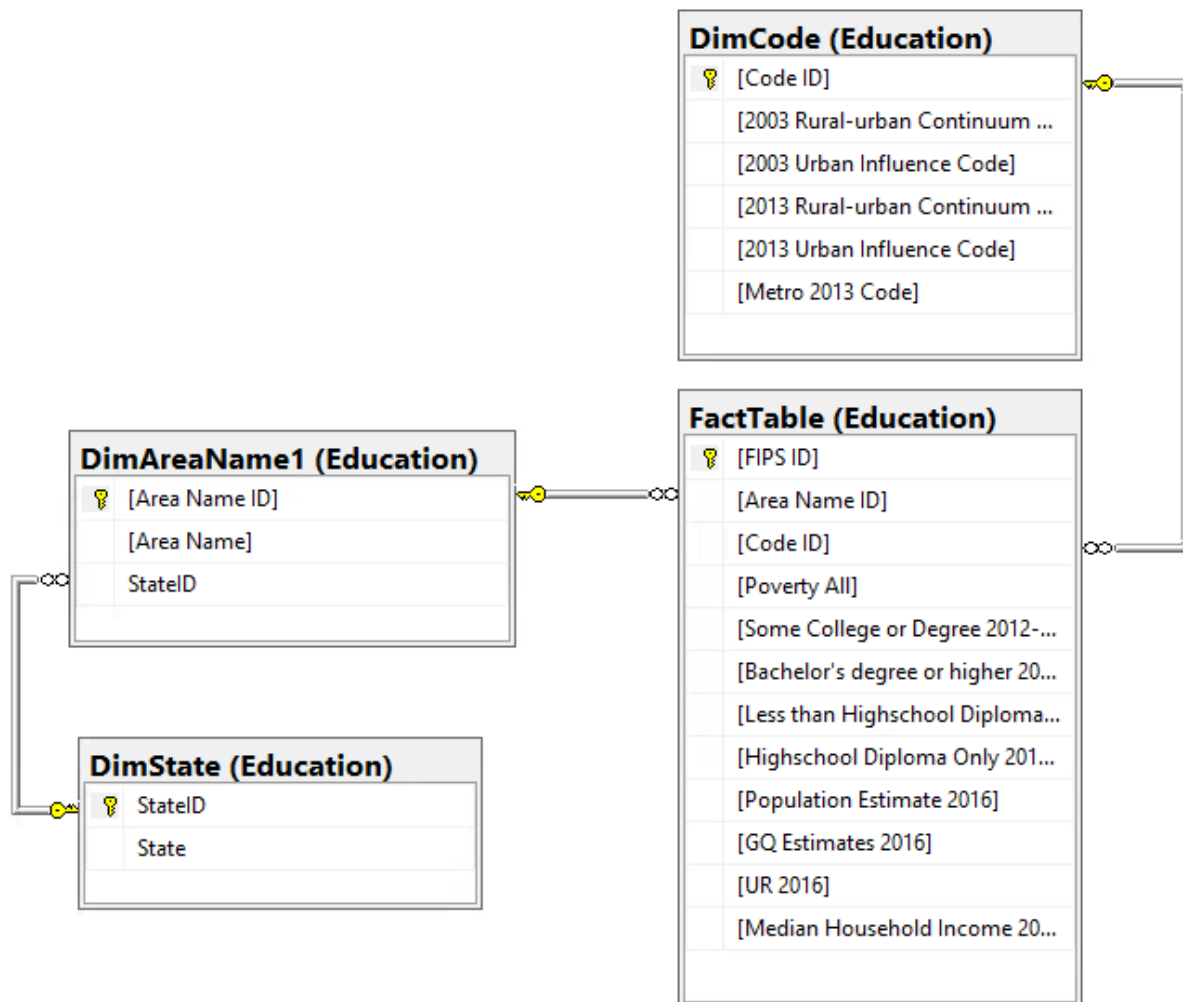 DimCode (Education)
[Code ID]
[2003 Rural-urban Continuum ...
[2003 Urban Influence Code]
[2013 Rural-urban Continuum ...
[2013 Urban Influence Code]
[Metro 2013 Code]
DimAreaName1 (Education)
[Area Name ID]
[Area Name]
StateID
FactTable (Education)
[FIPS ID]
[Area Name ID]
[Code ID]
[Poverty All]
[Some College or Degree 2012-...
[Bachelor's degree or higher 20...
[Less than Highschool Diploma...
[Highschool Diploma Only 201...
[Population Estimate 2016]
[GQ Estimates 2016]
[UR 2016]
[Median Household Income 20...
DimState (Education)
StateID
State